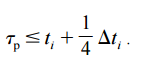 τp ≤ ti + 1/4 Δti .